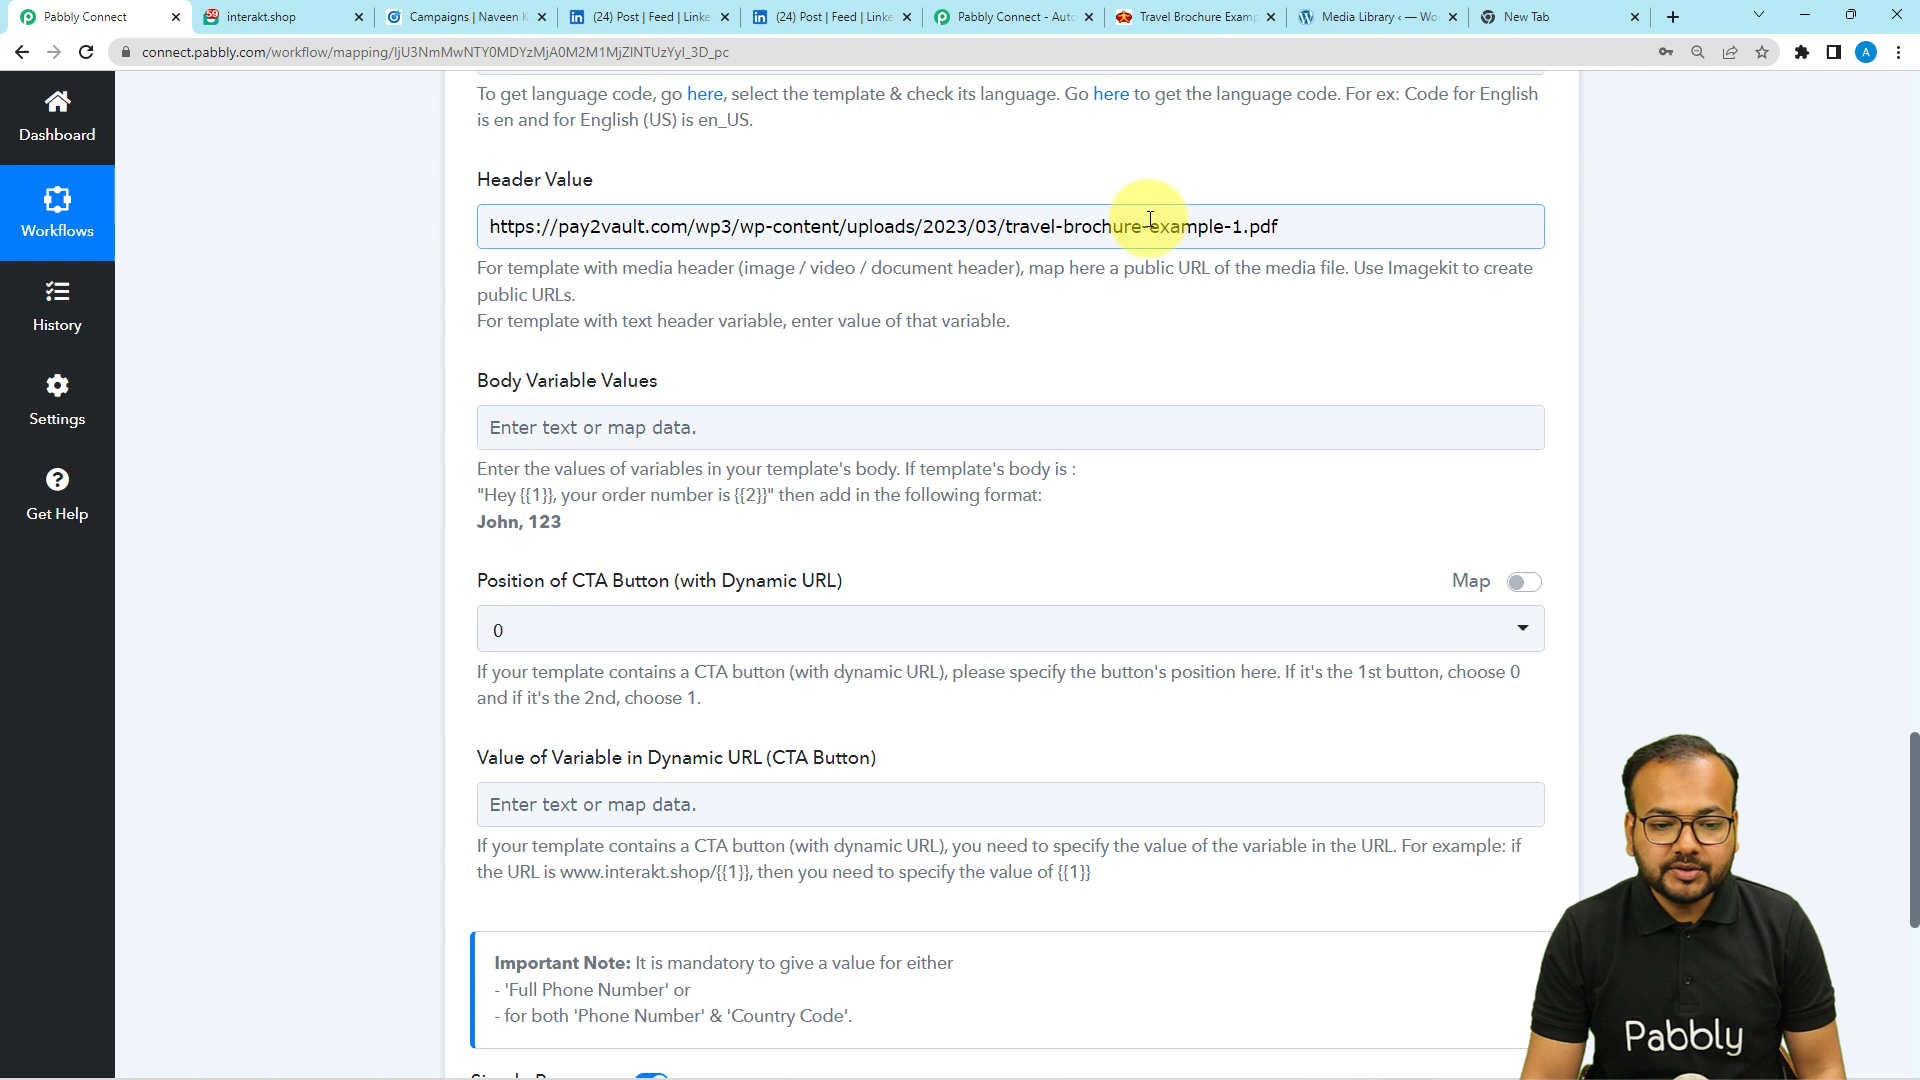 Pabbly Connect
interakt.shop
Campaigns | Naveen K
(24) Post | Feed | Linke
(24) Post | Feed | Linke
Pabbly Connect - Auto
Travel Brochure Examp
Media Library ‹ — Wo
New Tab
connect.pabbly.com/workflow/mapping/IjU3NmMwNTY0MDYzMjA0M2M1MjZlNTUzYyI_3D_pc
A
Dashboard
Workflows
History
Settings
Get Help
To get language code, go here, select the template & check its language. Go here to get the language code. For ex: Code for English
is en and for English (US) is en_US.
Header Value
https://pay2vault.com/wp3/wp-content/uploads/2023/03/travel-brochure-example-1.pdf
For template with media header (image / video / document header), map here a public URL of the media file. Use Imagekit to create
public URLs.
For template with text header variable, enter value of that variable.
Body Variable Values
Enter text or map data.
Enter the values of variables in your template's body. If template's body is :
"Hey {{1}}, your order number is {{2}}" then add in the following format:
John, 123
Position of CTA Button (with Dynamic URL)
Map
0
If your template contains a CTA button (with dynamic URL), please specify the button's position here. If it's the 1st button, choose 0
and if it's the 2nd, choose 1.
Value of Variable in Dynamic URL (CTA Button)
Enter text or map data.
If your template contains a CTA button (with dynamic URL), you need to specify the value of the variable in the URL. For example: if
the URL is www.interakt.shop/{{1}}, then you need to specify the value of {{1}}
Important Note: It is mandatory to give a value for either
- 'Full Phone Number' or
- for both 'Phone Number' & 'Country Code'.
Pabbly